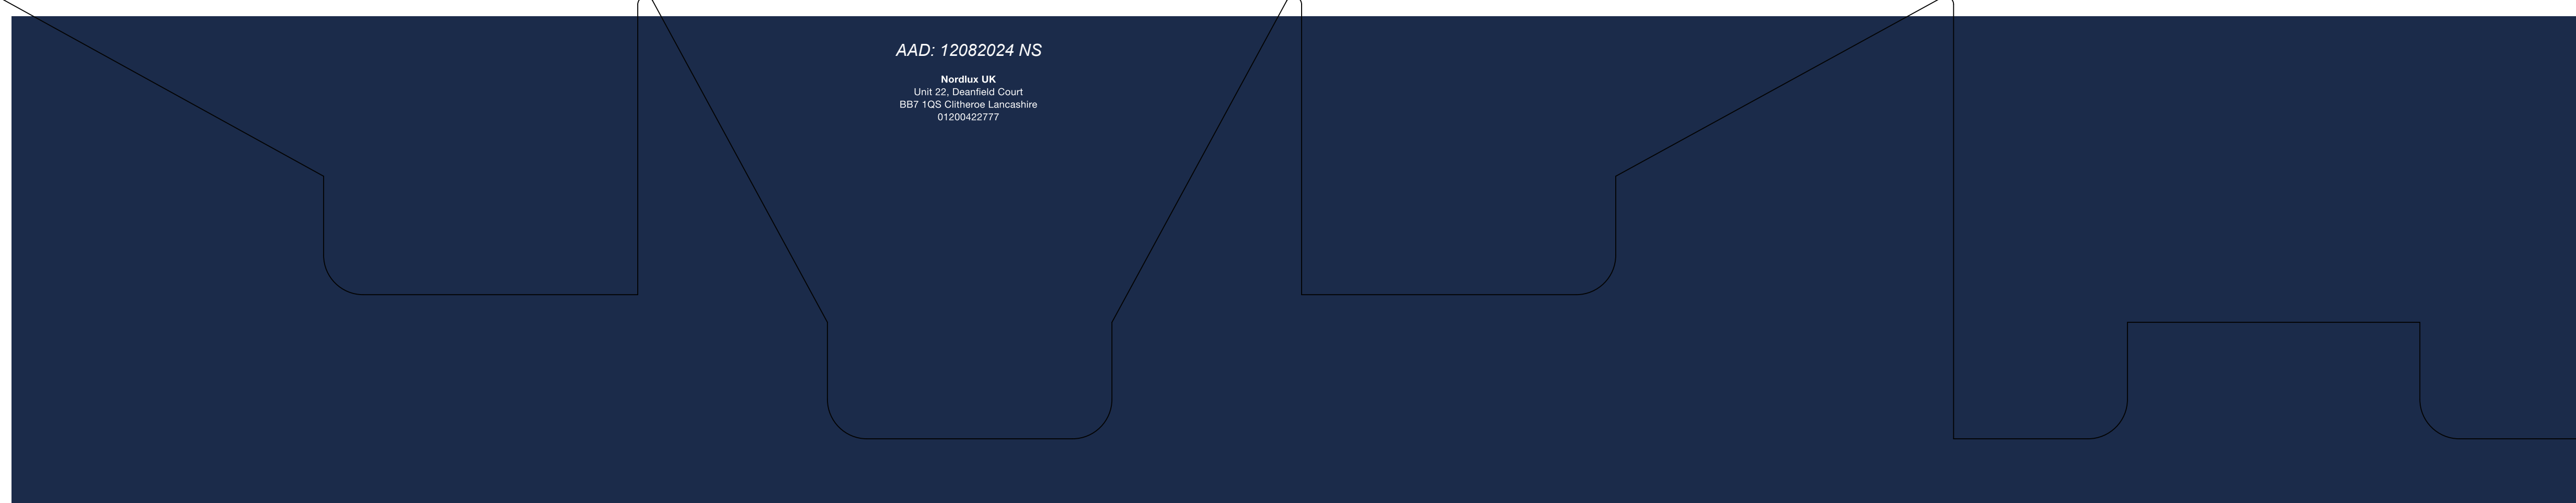 AAD: 12082024 NS
Nordlux UK
Unit 22, Deanfield Court
BB7 1QS Clitheroe Lancashire
01200422777